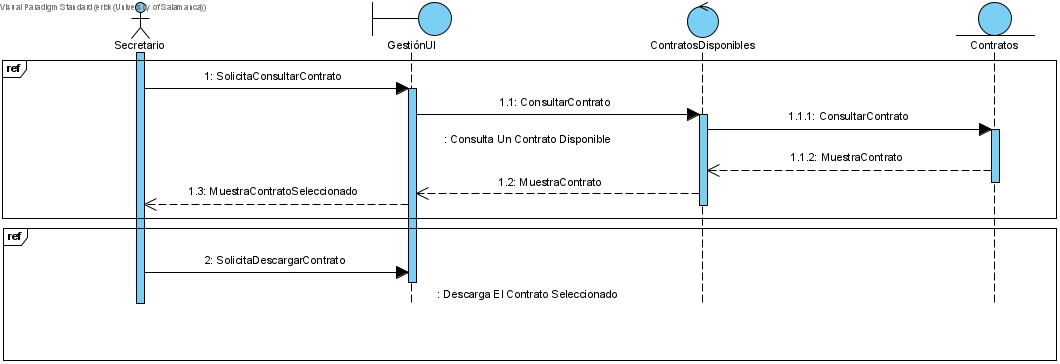 Visual Paradigm Standard (erick (University of Salamanca))
Secretario
GestiónUI
ContratosDisponibles
Contratos
ref
1: SolicitaConsultarContrato
1.1: ConsultarContrato
1.1.1: ConsultarContrato
: Consulta Un Contrato Disponible
1.1.2: MuestraContrato
1.2: MuestraContrato
1.3: MuestraContratoSeleccionado
ref
2: SolicitaDescargarContrato
: Descarga El Contrato Seleccionado